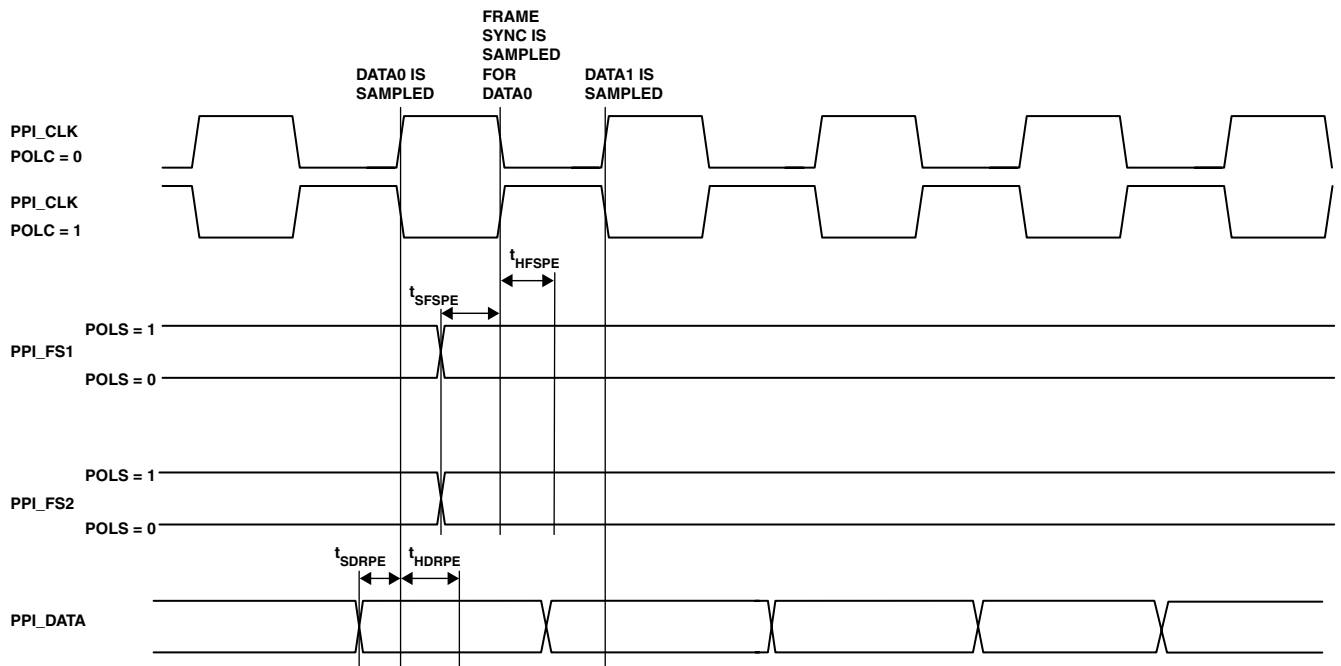 FRAME
SYNC IS
SAMPLED
FOR
DATA0
DATA0 IS
SAMPLED
DATA1 IS
SAMPLED
PPI_CLK
POLC = 0
PPI_CLK
POLC = 1
tHFSPE
tSFSPE
POLS = 1
PPI_FS1
POLS = 0
POLS = 1
PPI_FS2
POLS = 0
tSDRPE
tHDRPE
PPI_DATA